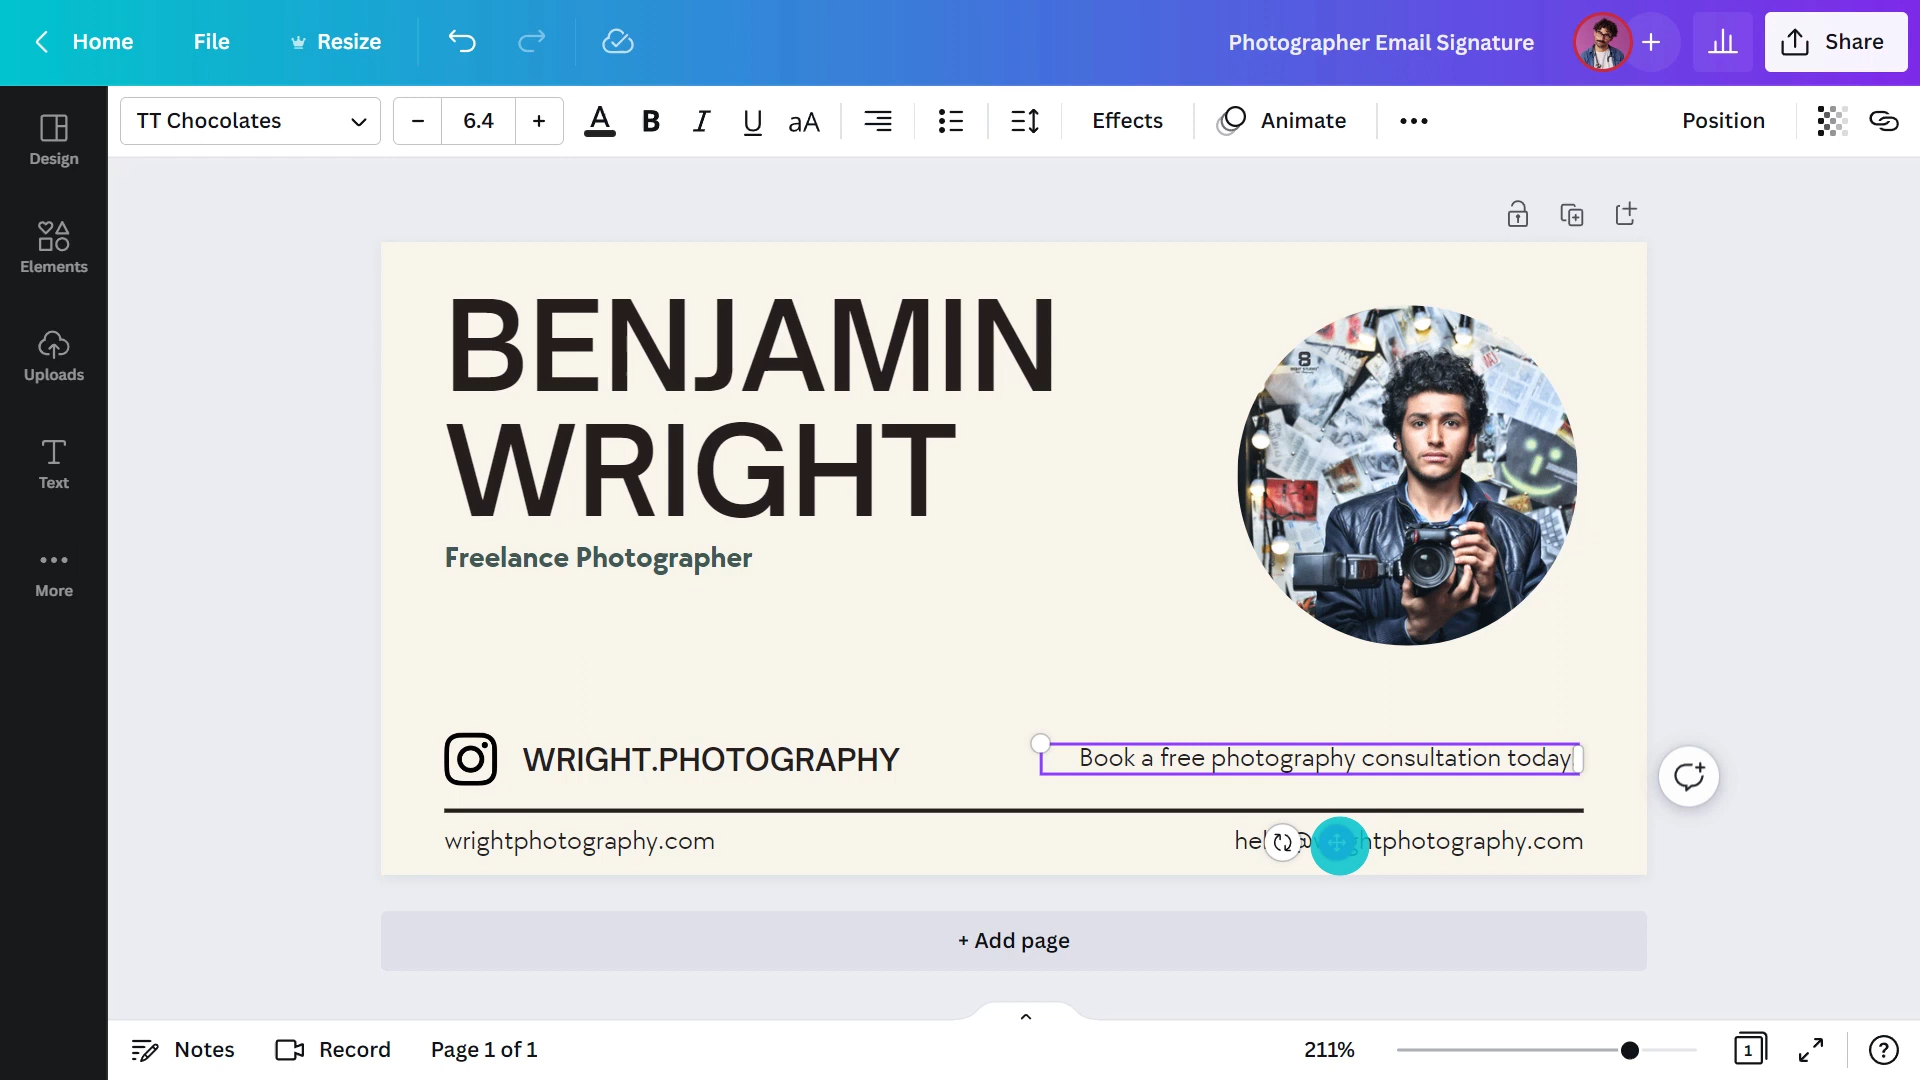 Home
File
Resize
Photographer Email Signature
Share
TT Chocolates
- 6.4 +
A
B
I
U
aA
Effects
Animate
Position
Design
Elements
Uploads
Text
More
BENJAMIN
WRIGHT
Freelance Photographer
8
WRIGHT.PHOTOGRAPHY
Book a free photography consultation today
wrightphotography.com
+ Add page
Notes
Record
Page 1 of 1
211%
1
?